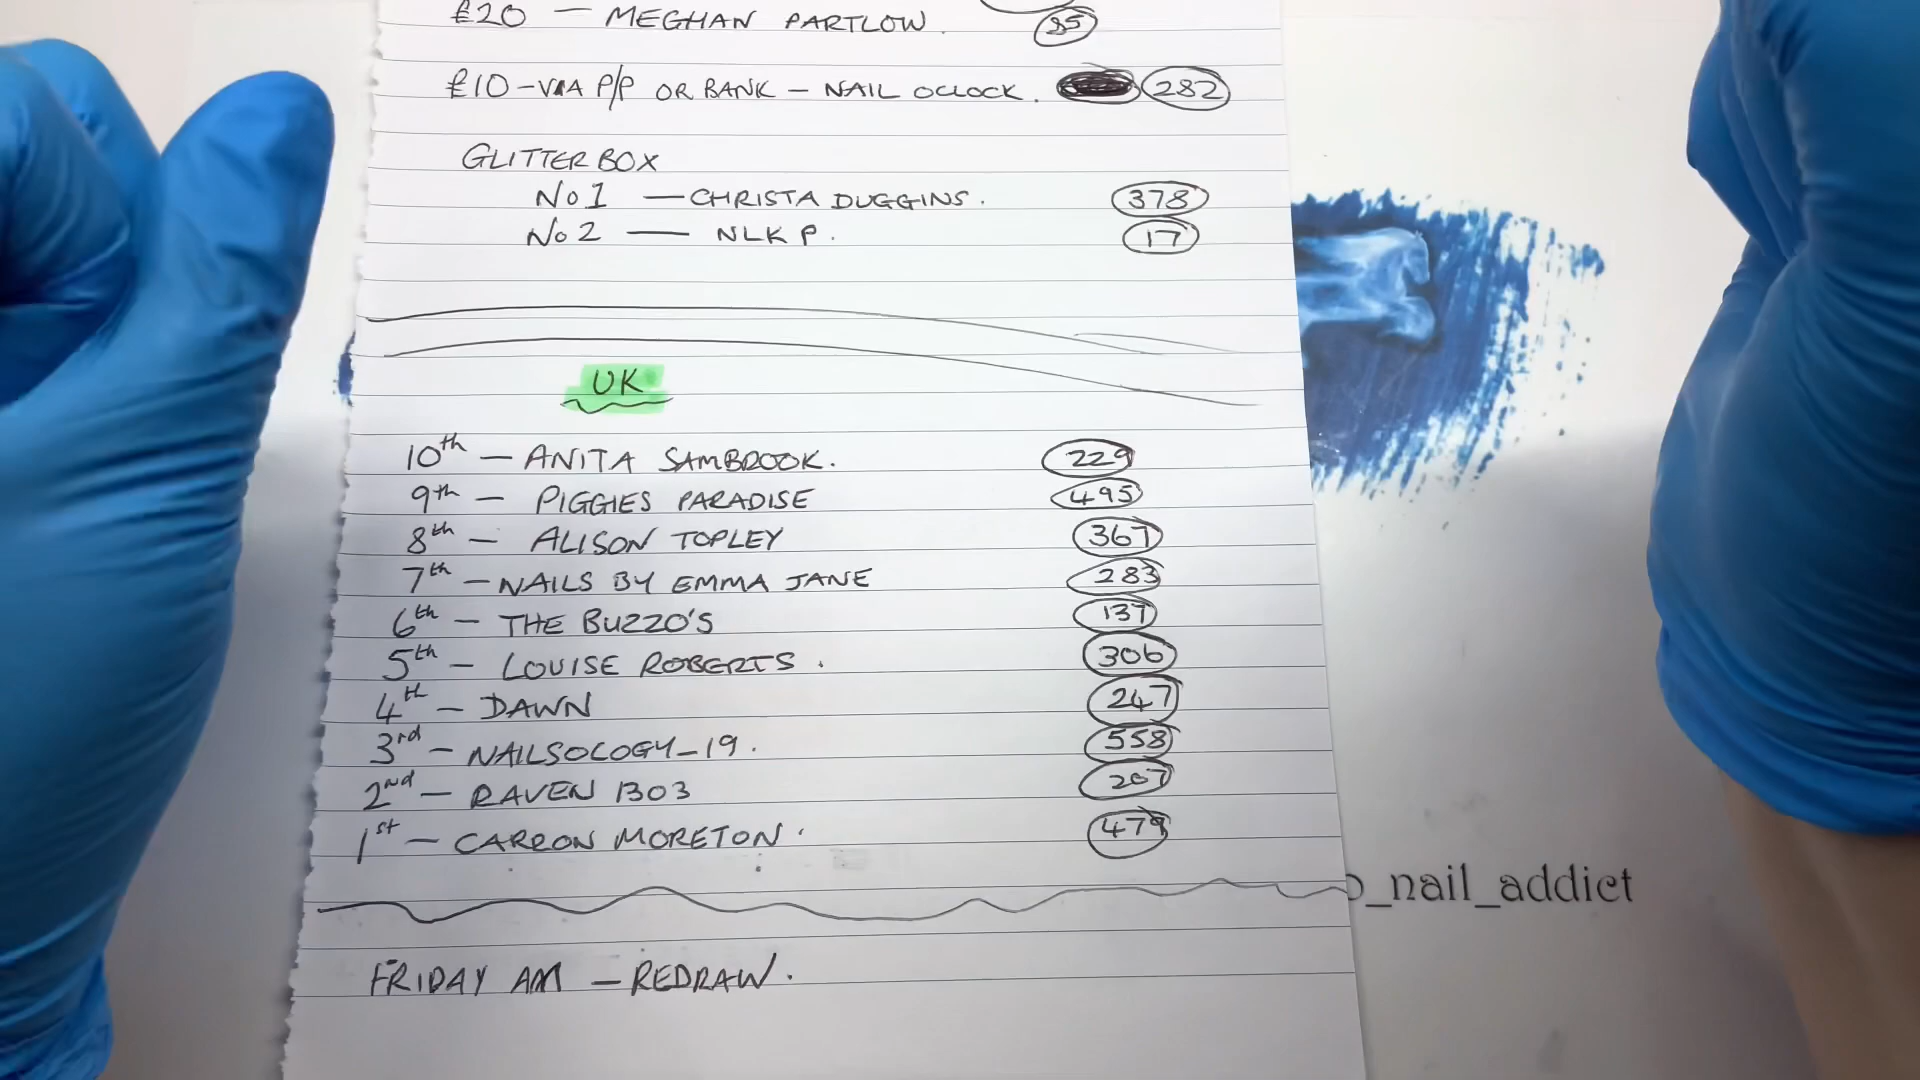 £20 — MEGHAN PARTLOW. 85
£10 - VIA P/P OR BANK — NAIL OCLOCK. 282
GLITTER BOX
No 1 — CHRISTA DUGGINS. 378
No 2 — NLK P. 17
UK
10th — ANITA SAMBROOK. 229
9th — PIGGIES PARADISE 495
8th — ALISON TOPLEY 367
7th — NAILS BY EMMA JANE 283
6th — THE BUZZO'S 137
5th — LOUISE ROBERTS. 306
4th — DAWN 247
3rd — NAILSOLOGY_19. 558
2nd — RAVEN 1303 207
1st — CARRON MORETON. 479
_nail_addict
FRIDAY AM — REDRAW.